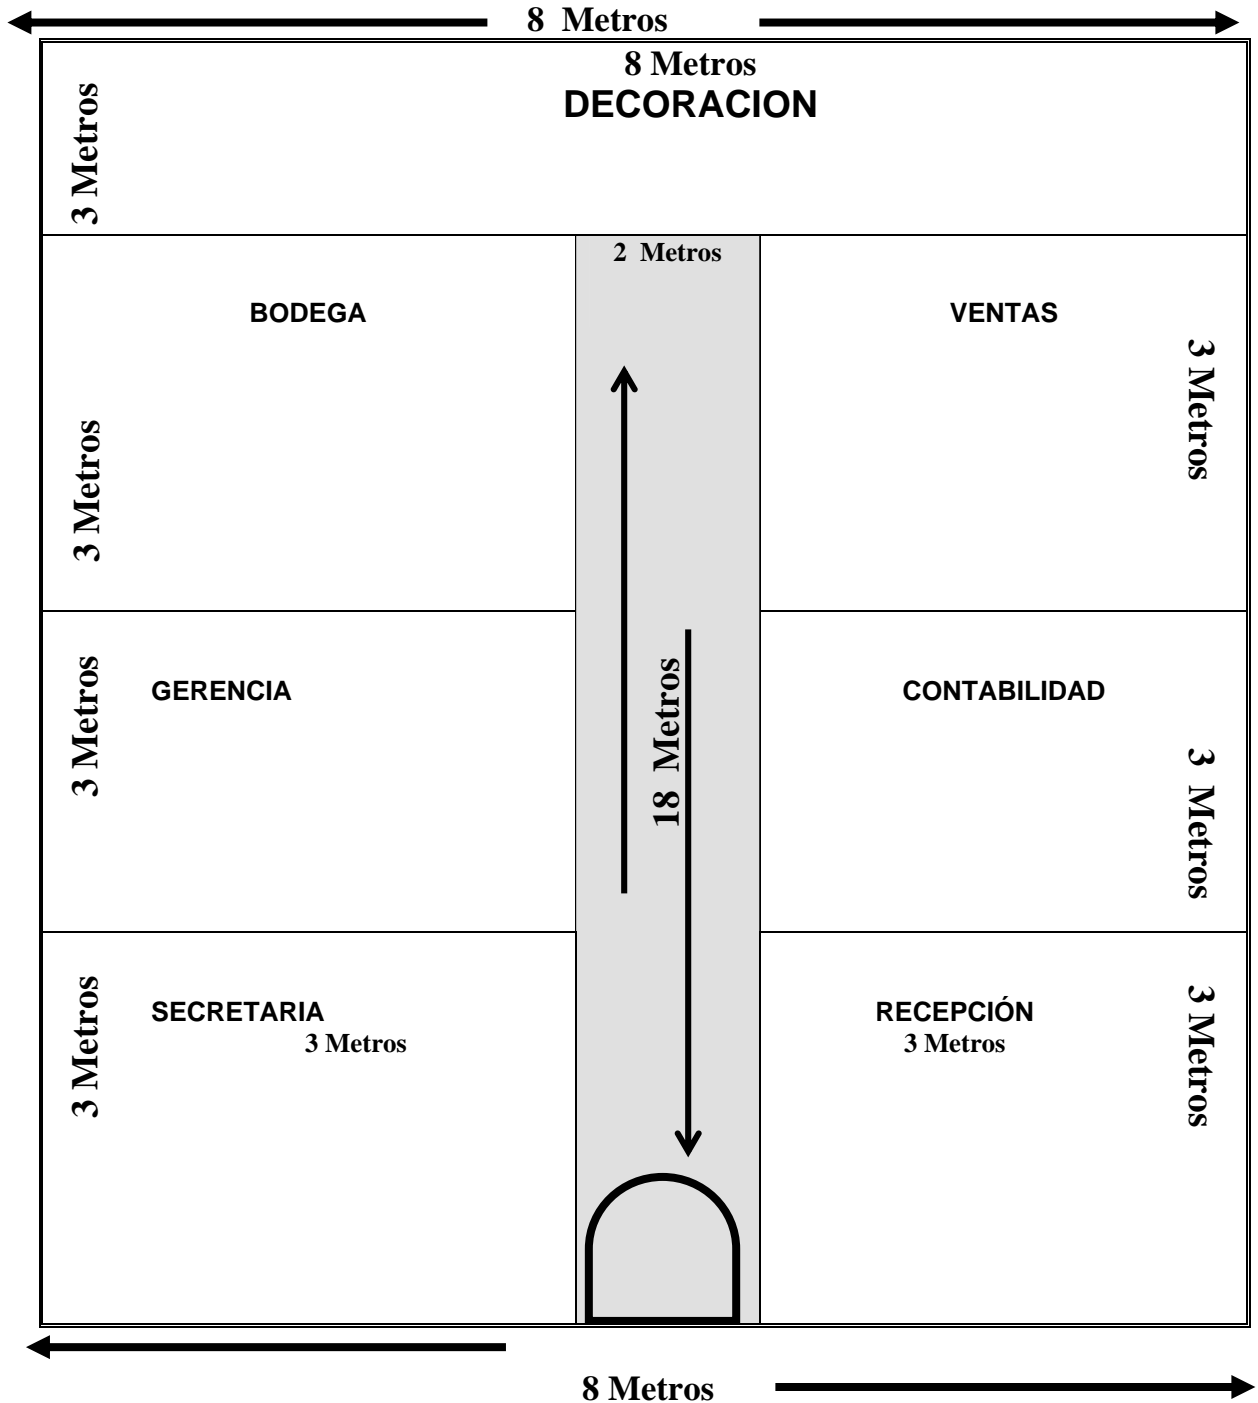 8 Metros
8 Metros
DECORACION
3 Metros
2 Metros
BODEGA
VENTAS
3 Metros
3 Metros
GERENCIA
CONTABILIDAD
3 Metros
18 Metros
3 Metros
SECRETARIA
3 Metros
RECEPCIÓN
3 Metros
3 Metros
3 Metros
8 Metros